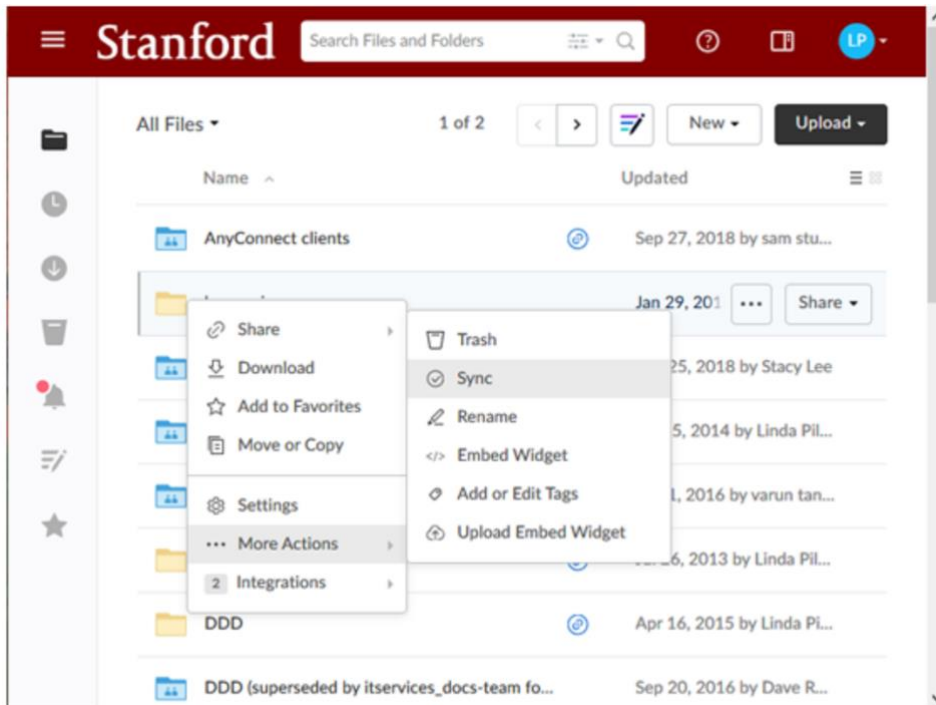 Stanford Search Files and Folders LP
All Files 1 of 2 New Upload
Name Updated
AnyConnect clients Sep 27, 2018 by sam stu...
Jan 29, 201 Share
Share
Trash
25, 2018 by Stacy Lee
Download
Sync
Add to Favorites
Rename
Move or Copy
5, 2014 by Linda Pil...
Embed Widget
Settings
Add or Edit Tags
, 2016 by varun tan...
More Actions
Upload Embed Widget
6, 2013 by Linda Pil...
2 Integrations
DDD Apr 16, 2015 by Linda Pi...
DDD (superseded by itservices_docs-team fo... Sep 20, 2016 by Dave R...